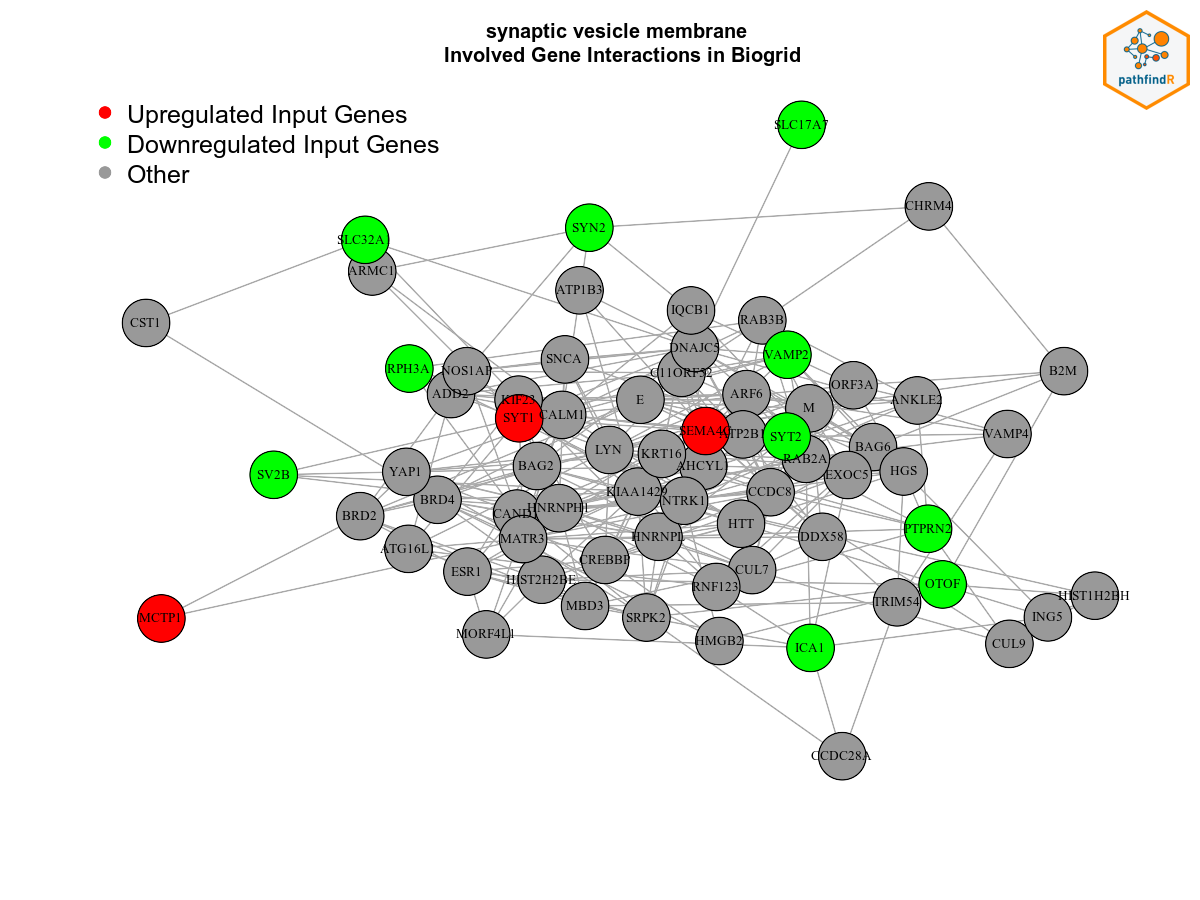 synaptic vesicle membrane
Involved Gene Interactions in Biogrid
pathfindR
Upregulated Input Genes
Downregulated Input Genes
Other
SLC17A7
CHRM4
SYN2
SLC32A1
ARMC1
ATP1B3
IQCB1
RAB3B
CST1
DNAJC5
VAMP2
SNCA
RPH3A
NOS1AP
C11ORF52
B2M
ORF3A
ADD2
KIF23
E
ARF6
M
ANKLE2
SYT1
CALM1
SEMA4C
ATP2B1
SYT2
VAMP4
LYN
KRT16
BAG6
BAG2
AHCYL1
RAB2A
SV2B
YAP1
EXOC5
HGS
KIAA1429
CCDC8
BRD4
NTRK1
HNRNPH1
BRD2
CAND1
HTT
PTPRN2
MATR3
HNRNPL
DDX58
ATG16L1
CREBBP
ESR1
HIST2H2BE
CUL7
RNF123
OTOF
HIST1H2BH
MCTP1
MBD3
SRPK2
TRIM54
ING5
MORF4L1
HMGB2
ICA1
CUL9
CCDC28A